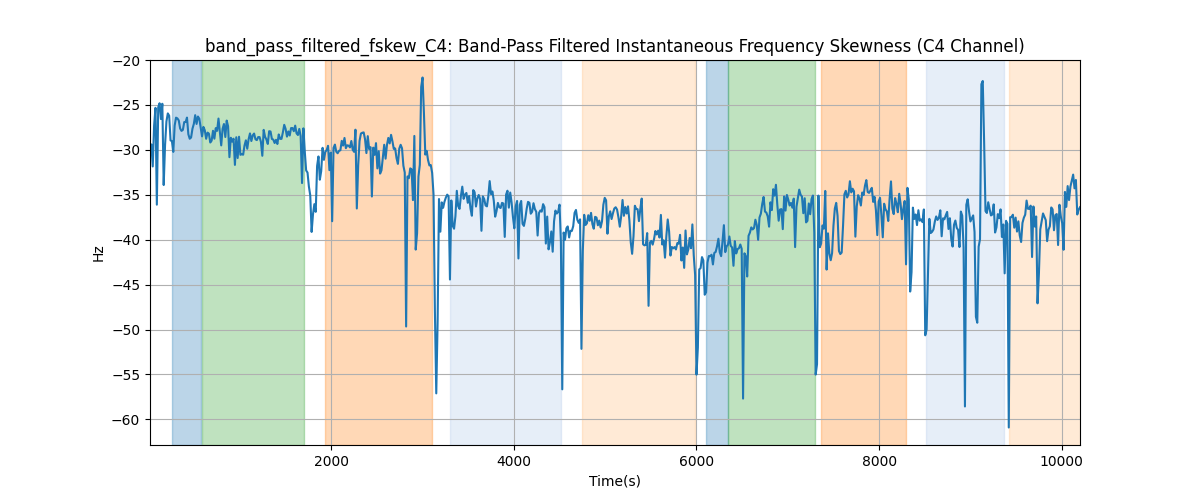 band_pass_filtered_fskew_C4: Band-Pass Filtered Instantaneous Frequency Skewness (C4 Channel)
−20
−25
−30
−35
−40
−45
−50
−55
−60
Hz
2000 4000 6000 8000 10000
Time(s)